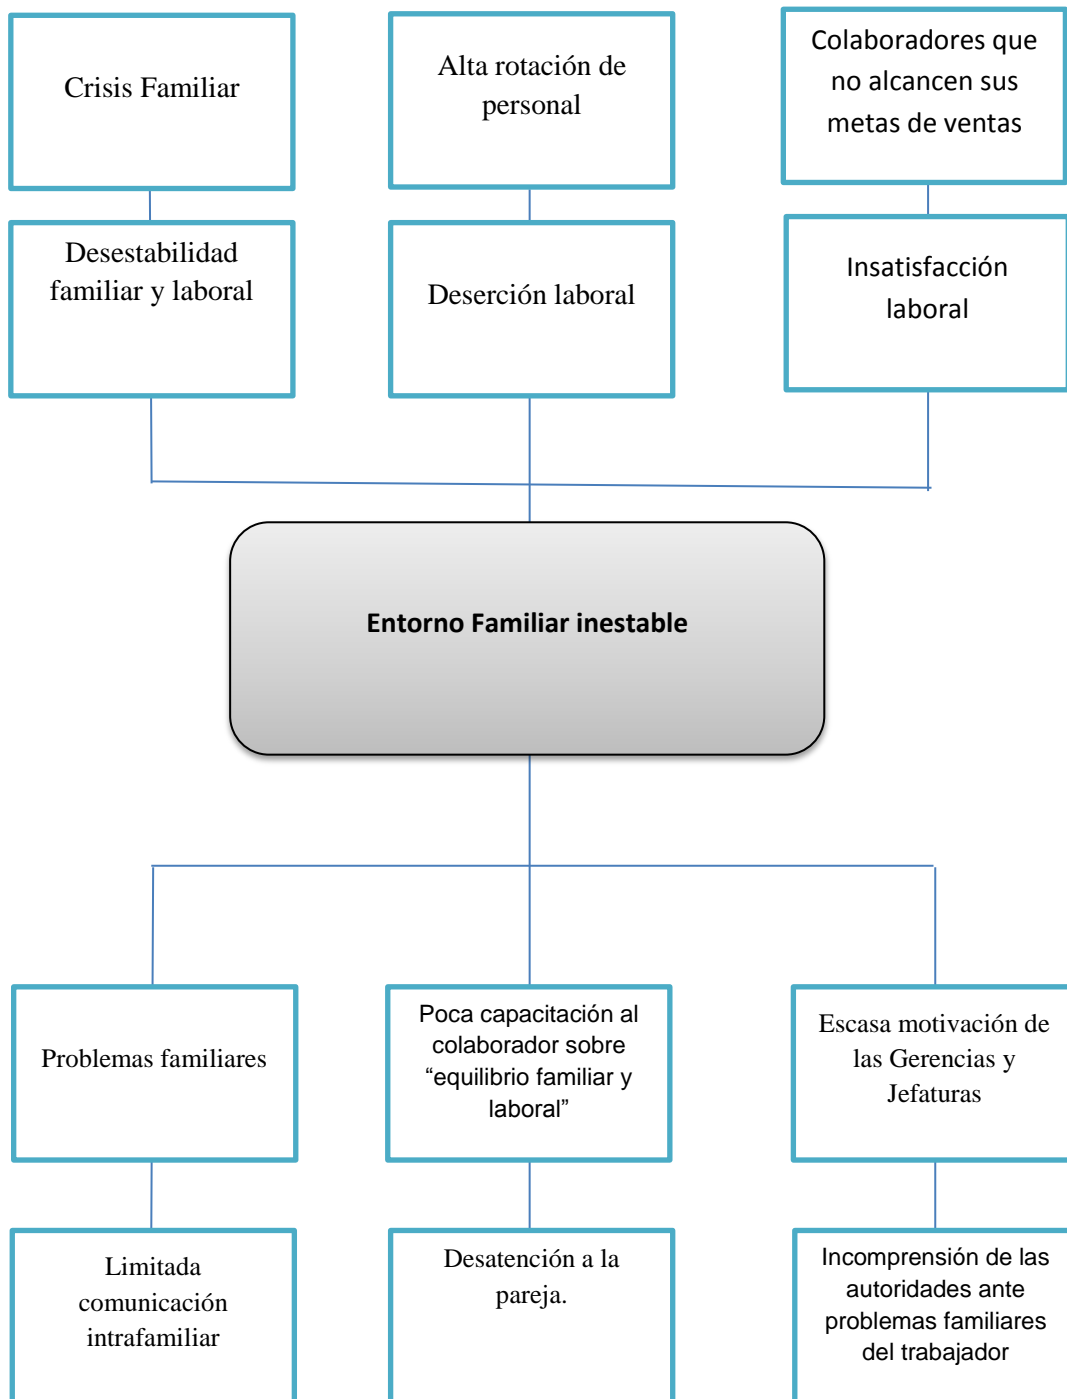 Crisis Familiar
Alta rotación de
personal
Colaboradores que
no alcancen sus
metas de ventas
Desestabilidad
familiar y laboral
Deserción laboral
Insatisfacción
laboral
Entorno Familiar inestable
Problemas familiares
Poca capacitación al
colaborador sobre
“equilibrio familiar y
laboral”
Escasa motivación de
las Gerencias y
Jefaturas
Limitada
comunicación
intrafamiliar
Desatención a la
pareja.
Incomprensión de las
autoridades ante
problemas familiares
del trabajador